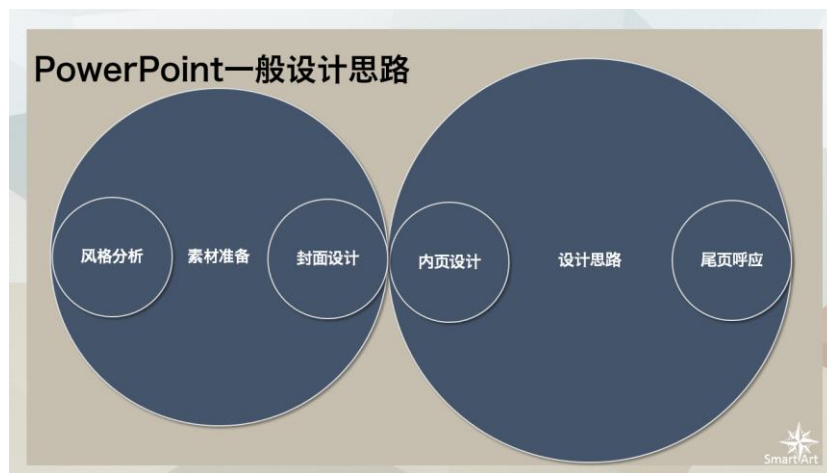 PowerPoint一般设计思路
风格分析
素材准备
封面设计
内页设计
设计思路
尾页呼应
Smart Art